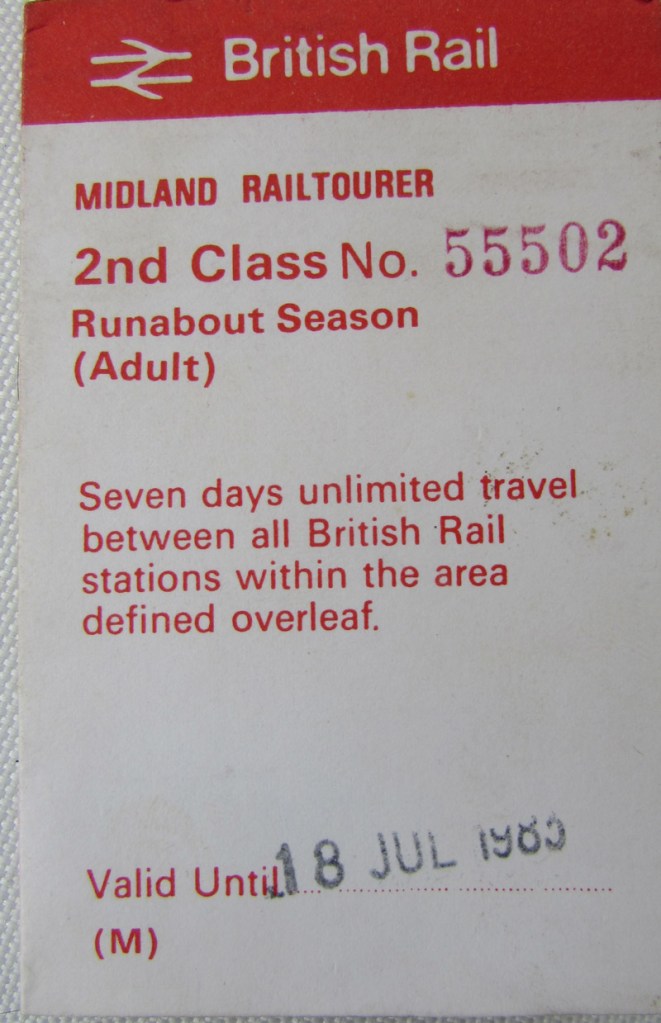 British Rail
MIDLAND RAILTOURER
2nd Class No. 55502
Runabout Season
(Adult)
Seven days unlimited travel
between all British Rail
stations within the area
defined overleaf.
Valid Until 18 JUL
(M)